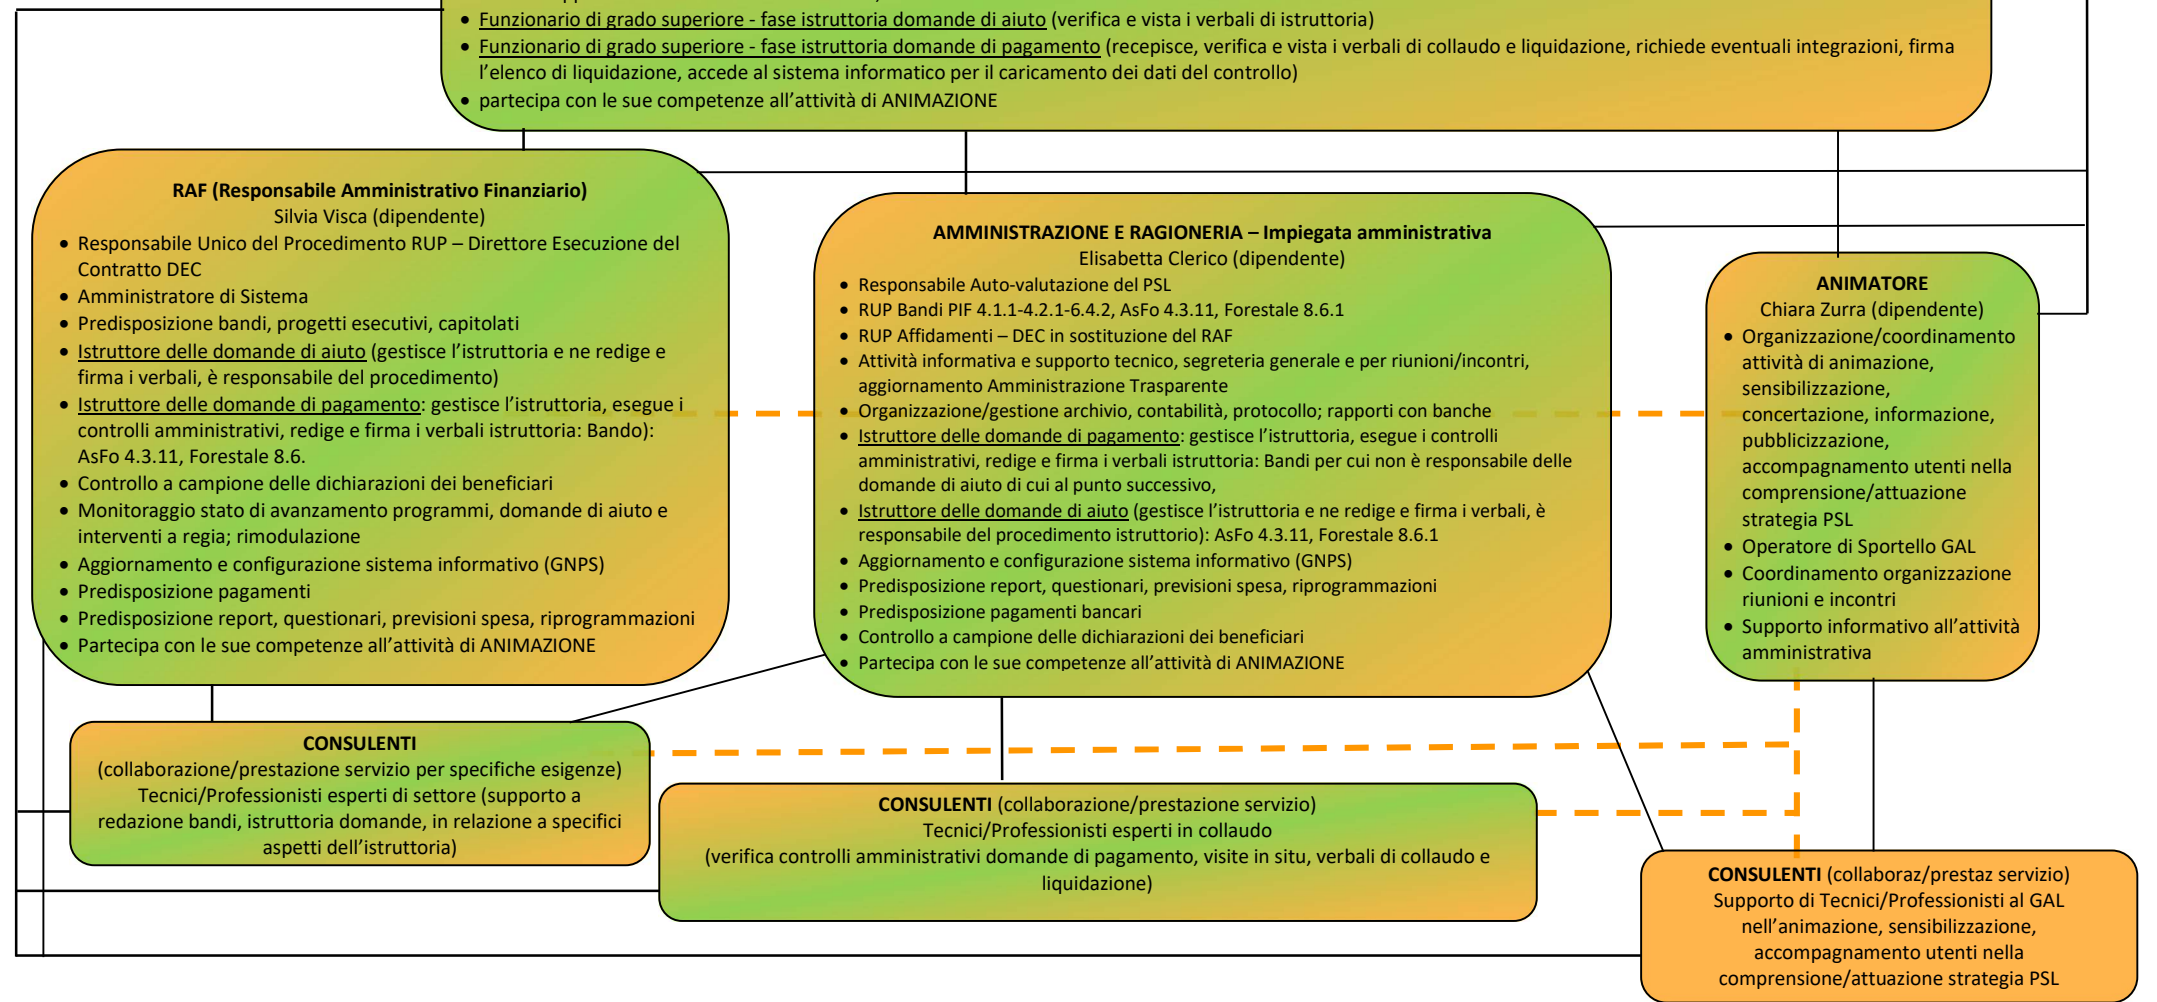 • Funzionario di grado superiore - fase istruttoria domande di aiuto (verifica e vista i verbali di istruttoria)
• Funzionario di grado superiore - fase istruttoria domande di pagamento (recepisce, verifica e vista i verbali di collaudo e liquidazione, richiede eventuali integrazioni, firma
l'elenco di liquidazione, accede al sistema informatico per il caricamento dei dati del controllo)
• partecipa con le sue competenze all'attività di ANIMAZIONE
RAF (Responsabile Amministrativo Finanziario)
Silvia Visca (dipendente)
• Responsabile Unico del Procedimento RUP – Direttore Esecuzione del
Contratto DEC
• Amministratore di Sistema
• Predisposizione bandi, progetti esecutivi, capitolati
• Istruttore delle domande di aiuto (gestisce l'istruttoria e ne redige e
firma i verbali, è responsabile del procedimento)
• Istruttore delle domande di pagamento: gestisce l'istruttoria, esegue i
controlli amministrativi, redige e firma i verbali istruttoria: Bando):
AsFo 4.3.11, Forestale 8.6.
• Controllo a campione delle dichiarazioni dei beneficiari
• Monitoraggio stato di avanzamento programmi, domande di aiuto e
interventi a regia; rimodulazione
• Aggiornamento e configurazione sistema informativo (GNPS)
• Predisposizione pagamenti
• Predisposizione report, questionari, previsioni spesa, riprogrammazioni
• Partecipa con le sue competenze all'attività di ANIMAZIONE
AMMINISTRAZIONE E RAGIONERIA – Impiegata amministrativa
Elisabetta Clerico (dipendente)
• Responsabile Auto-valutazione del PSL
• RUP Bandi PIF 4.1.1-4.2.1-6.4.2, AsFo 4.3.11, Forestale 8.6.1
• RUP Affidamenti – DEC in sostituzione del RAF
• Attività informativa e supporto tecnico, segreteria generale e per riunioni/incontri,
aggiornamento Amministrazione Trasparente
• Organizzazione/gestione archivio, contabilità, protocollo; rapporti con banche
• Istruttore delle domande di pagamento: gestisce l'istruttoria, esegue i controlli
amministrativi, redige e firma i verbali istruttoria: Bandi per cui non è responsabile delle
domande di aiuto di cui al punto successivo,
• Istruttore delle domande di aiuto (gestisce l'istruttoria e ne redige e firma i verbali, è
responsabile del procedimento istruttorio): AsFo 4.3.11, Forestale 8.6.1
• Aggiornamento e configurazione sistema informativo (GNPS)
• Predisposizione report, questionari, previsioni spesa, riprogrammazioni
• Predisposizione pagamenti bancari
• Controllo a campione delle dichiarazioni dei beneficiari
• Partecipa con le sue competenze all'attività di ANIMAZIONE
ANIMATORE
Chiara Zurra (dipendente)
• Organizzazione/coordinamento
attività di animazione,
sensibilizzazione,
concertazione, informazione,
pubblicizzazione,
accompagnamento utenti nella
comprensione/attuazione
strategia PSL
• Operatore di Sportello GAL
• Coordinamento organizzazione
riunioni e incontri
• Supporto informativo all'attività
amministrativa
CONSULENTI
(collaborazione/prestazione servizio per specifiche esigenze)
Tecnici/Professionisti esperti di settore (supporto a
redazione bandi, istruttoria domande, in relazione a specifici
aspetti dell'istruttoria)
CONSULENTI (collaborazione/prestazione servizio)
Tecnici/Professionisti esperti in collaudo
(verifica controlli amministrativi domande di pagamento, visite in situ, verbali di collaudo e
liquidazione)
CONSULENTI (collaboraz/prestaz servizio)
Supporto di Tecnici/Professionisti al GAL
nell'animazione, sensibilizzazione,
accompagnamento utenti nella
comprensione/attuazione strategia PSL